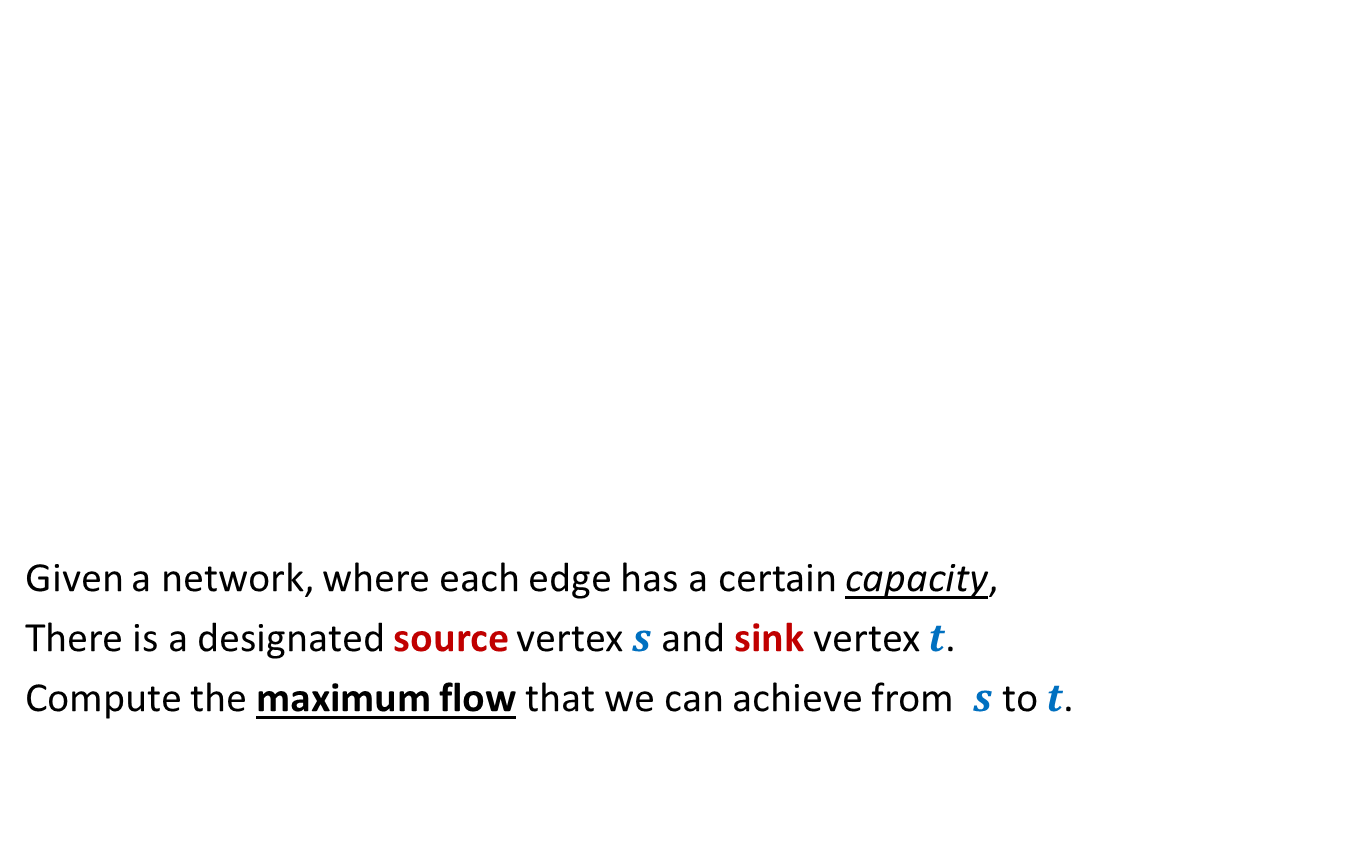 Given a network, where each edge has a certain capacity,
There is a designated source vertex s and sink vertex t.
Compute the maximum flow that we can achieve from s to t.